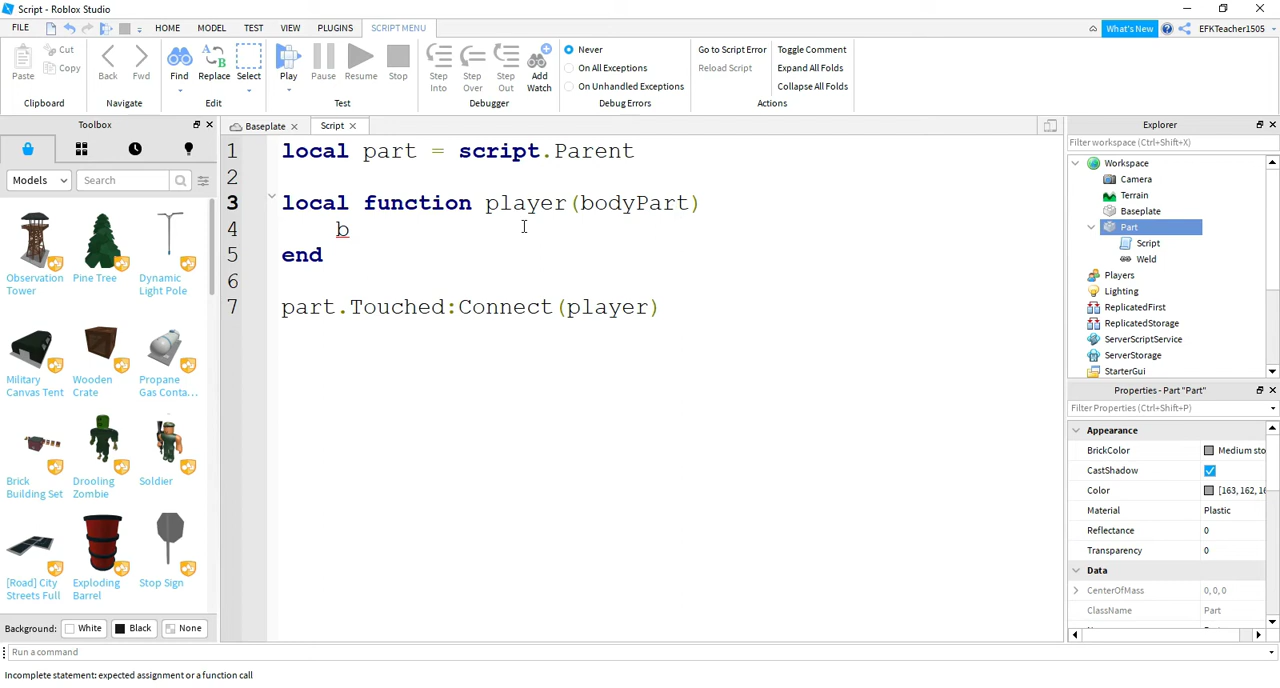 Script - Roblox Studio
FILE HOME MODEL TEST VIEW PLUGINS SCRIPT MENU What's New EFKTeacher1505
Paste Cut Copy Back Fwd Find Replace Select Play Pause Resume Stop Step Into Step Over Step Out Add Watch
Never
On All Exceptions
On Unhandled Exceptions
Go to Script Error
Reload Script
Toggle Comment
Expand All Folds
Collapse All Folds
Clipboard Navigate Edit Test Debugger Debug Errors Actions
Toolbox
Models Search
Observation Tower
Pine Tree
Dynamic Light Pole
Military Canvas Tent
Wooden Crate
Propane Gas Conta...
Brick Building Set
Drooling Zombie
Soldier
[Road] City Streets Full
Exploding Barrel
Stop Sign
Background: White Black None
Baseplate Script
1 local part = script.Parent
2
3 local function player(bodyPart)
4 b
5 end
6
7 part.Touched:Connect(player)
Explorer
Filter workspace (Ctrl+Shift+X)
Workspace
Camera
Terrain
Baseplate
Part
Script
Weld
Players
Lighting
ReplicatedFirst
ReplicatedStorage
ServerScriptService
ServerStorage
StarterGui
Properties - Part "Part"
Filter Properties (Ctrl+Shift+P)
Appearance
BrickColor Medium sto
CastShadow
Color [163, 162, 16
Material Plastic
Reflectance 0
Transparency 0
Data
CenterOfMass 0, 0, 0
ClassName Part
Run a command
Incomplete statement: expected assignment or a function call